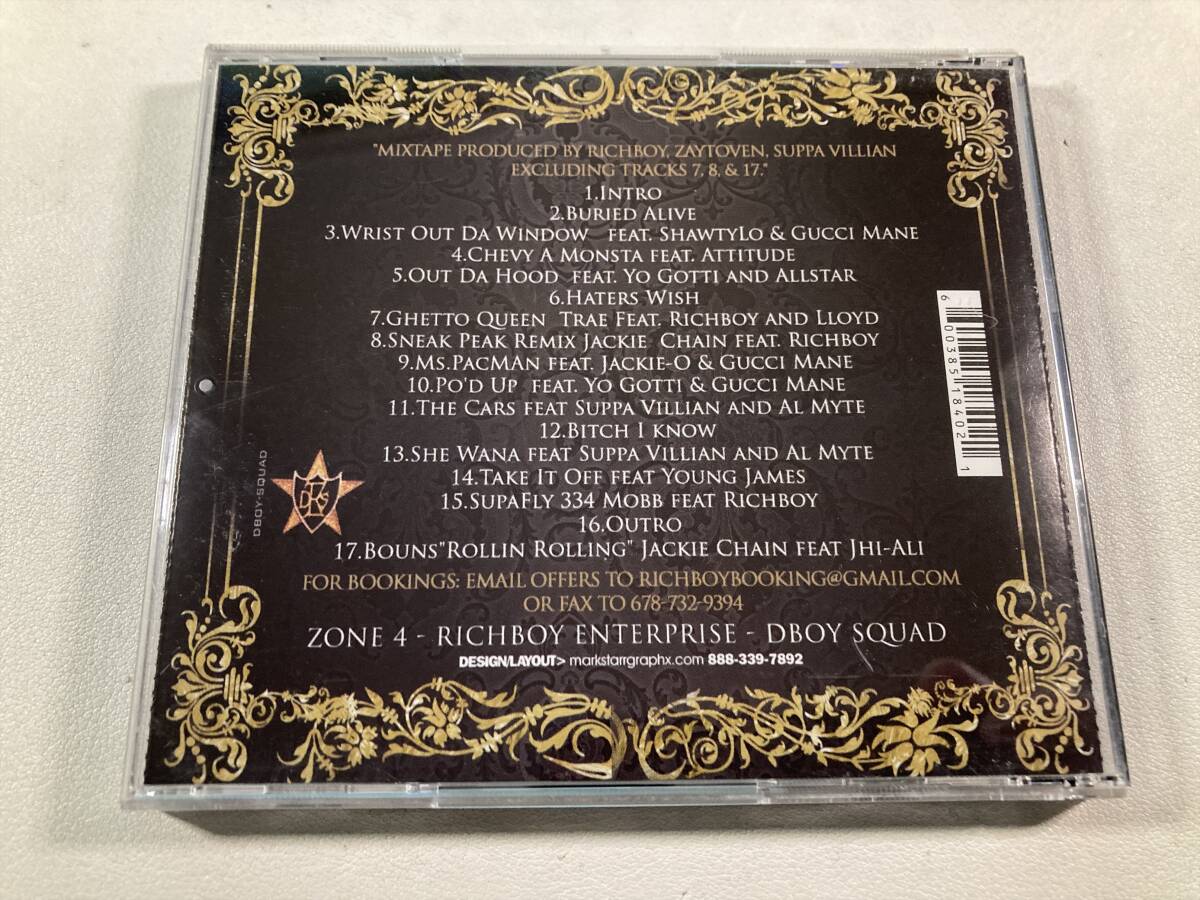 "MIXTAPE PRODUCED BY RICHBOY, ZAYTOVEN, SUPPA VILLIAN
EXCLUDING TRACKS 7, 8, & 17."
1.INTRO
2.BURIED ALIVE
3.WRIST OUT DA WINDOW FEAT. SHAWTYLO & GUCCI MANE
4.CHEVY A MONSTA FEAT. ATTITUDE
5.OUT DA HOOD FEAT. YO GOTTI AND ALLSTAR
6.HATERS WISH
7.GHETTO QUEEN TRAE FEAT. RICHBOY AND LLOYD
8.SNEAK PEAK REMIX JACKIE CHAIN FEAT. RICHBOY
9.MS.PACMAN FEAT. JACKIE-O & GUCCI MANE
10.PO'D UP FEAT. YO GOTTI & GUCCI MANE
11.THE CARS FEAT SUPPA VILLIAN AND AL MYTE
12.BITCH I KNOW
13.SHE WANA FEAT SUPPA VILLIAN AND AL MYTE
14.TAKE IT OFF FEAT YOUNG JAMES
15.SUPAFLY 334 MOBB FEAT RICHBOY
16.OUTRO
17.BOUNS"ROLLIN ROLLING" JACKIE CHAIN FEAT JHI-ALI
FOR BOOKINGS: EMAIL OFFERS TO RICHBOYBOOKING@GMAIL.COM
OR FAX TO 678-732-9394
ZONE 4 - RICHBOY ENTERPRISE - DBOY SQUAD
DESIGN/LAYOUT> markstarrgraphx.com 888-339-7892
DBOY-SQUAD
6 00385 18402 1